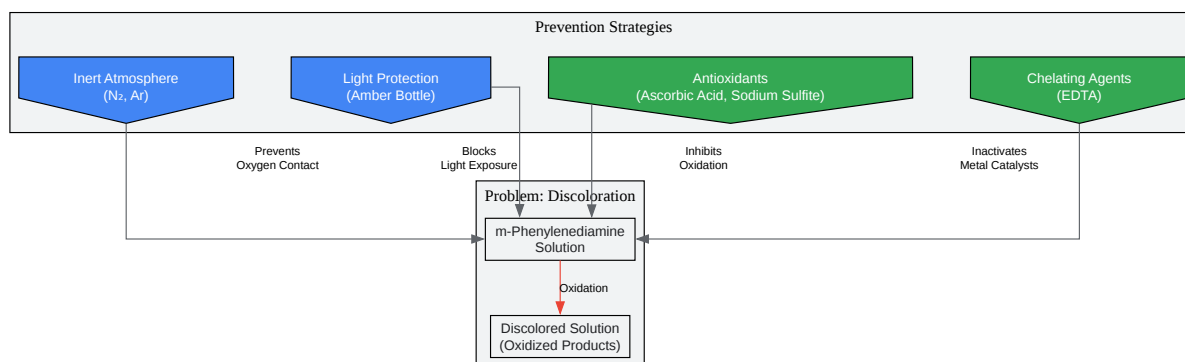 Prevention Strategies
Inert Atmosphere
(N₂, Ar)
Light Protection
(Amber Bottle)
Antioxidants
(Ascorbic Acid, Sodium Sulfite)
Chelating Agents
(EDTA)
Prevents
Oxygen Contact
Blocks
Light Exposure
Inhibits
Oxidation
Inactivates
Metal Catalysts
Problem: Discoloration
m-Phenylenediamine
Solution
Oxidation
Discolored Solution
(Oxidized Products)